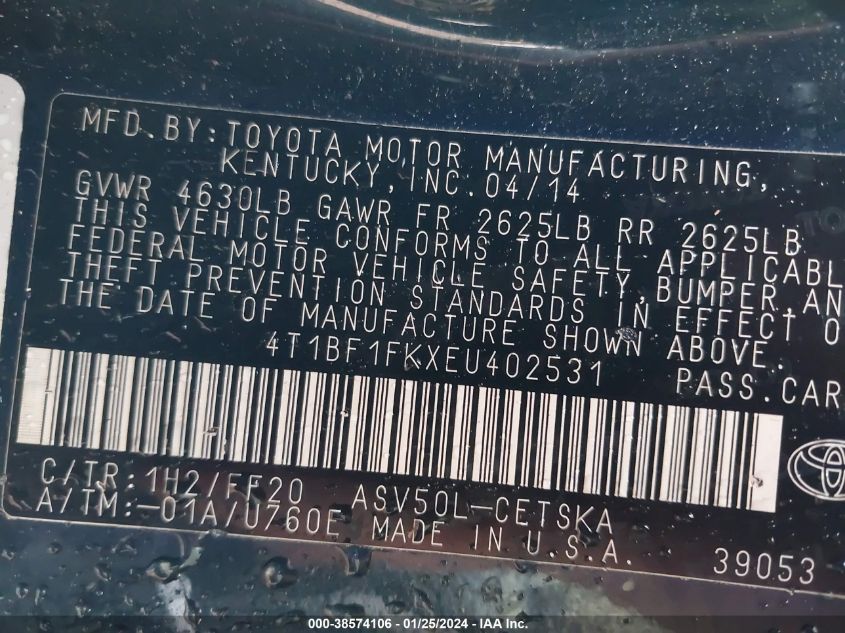 MFD.BY:TOYOTA MOTOR MANUFACTURING,
KENTUCKY,INC.04/14
GVWR 4630LB GAWR FR 2625LB RR 2625LB
THIS VEHICLE CONFORMS TO ALL APPLICABL
FEDERAL MOTOR VEHICLE SAFETY,BUMPER,AN
THEFT PREVENTION STANDARDS IN EFFECT O
THE DATE OF MANUFACTURE SHOWN ABOVE.
4T1BF1FKXEU402531 PASS.CAR
C/TR:1H2/FF20 ASV50L-CETSKA
A/TM:-01A/U760E MADE IN U.S.A.
39053
000-38574106 - 01/25/2024 - IAA Inc.